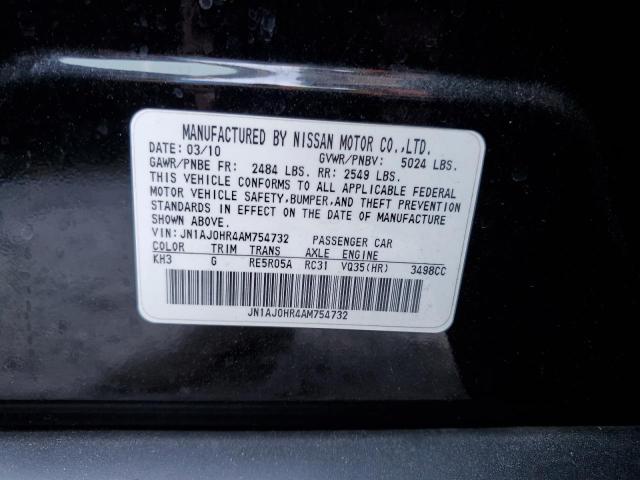 MANUFACTURED BY NISSAN MOTOR CO.,LTD.
DATE: 03/10 GVWR/PNBV: 5024 LBS.
GAWR/PNBE FR: 2484 LBS. RR: 2549 LBS.
THIS VEHICLE CONFORMS TO ALL APPLICABLE FEDERAL
MOTOR VEHICLE SAFETY,BUMPER,AND THEFT PREVENTION
STANDARDS IN EFFECT ON THE DATE OF MANUFACTURE
SHOWN ABOVE.
VIN: JN1AJ0HR4AM754732 PASSENGER CAR
COLOR TRIM TRANS AXLE ENGINE
KH3 G RE5R05A RC31 VQ35(HR) 3498CC
JN1AJ0HR4AM754732